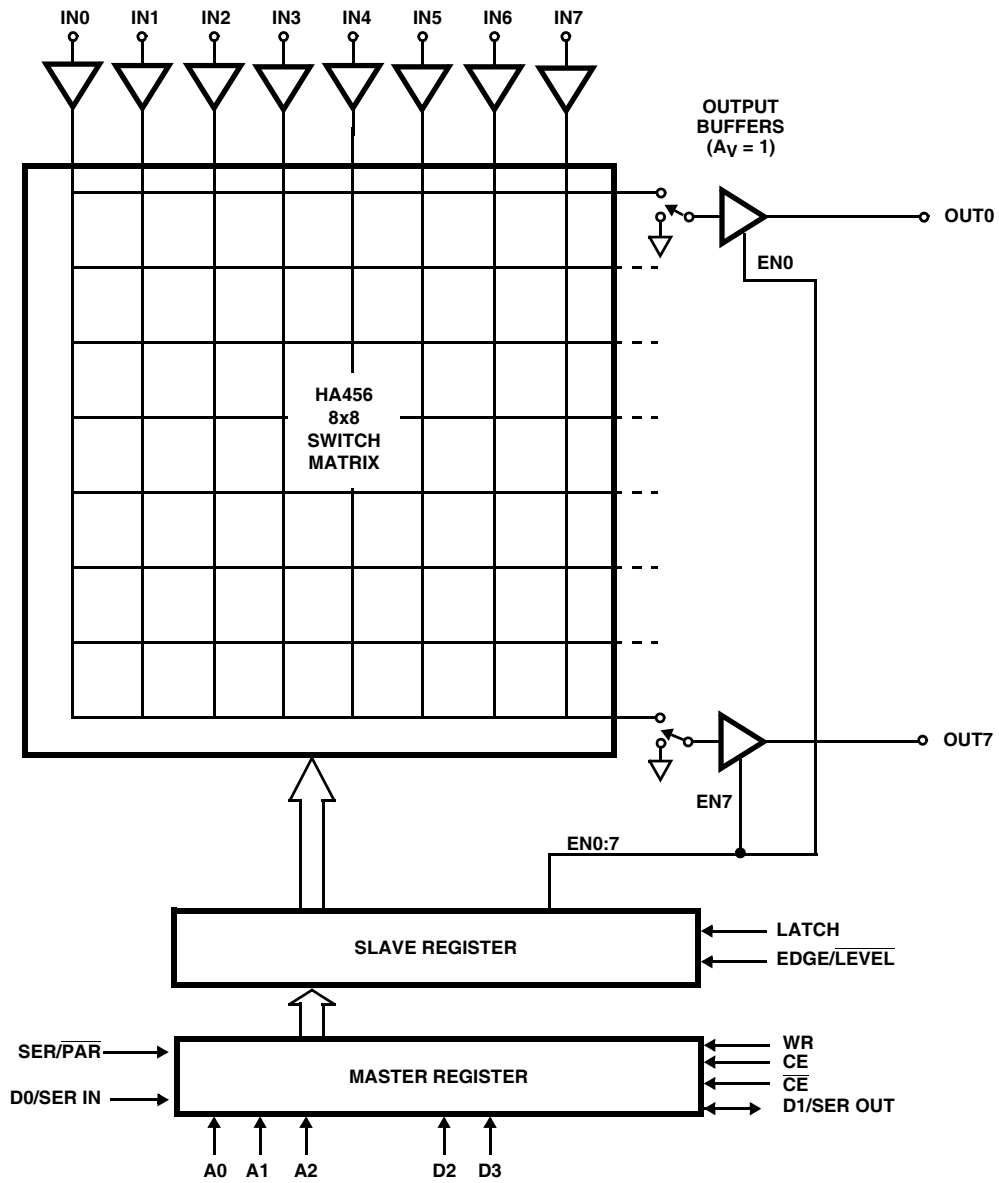 IN0 IN1 IN2 IN3 IN4 IN5 IN6 IN7
OUTPUT
BUFFERS
(AV = 1)
OUT0
EN0
HA456
8x8
SWITCH
MATRIX
OUT7
EN7
EN0:7
SLAVE REGISTER
LATCH
EDGE/LEVEL
SER/PAR
D0/SER IN
MASTER REGISTER
WR
CE
CE
D1/SER OUT
A0 A1 A2 D2 D3